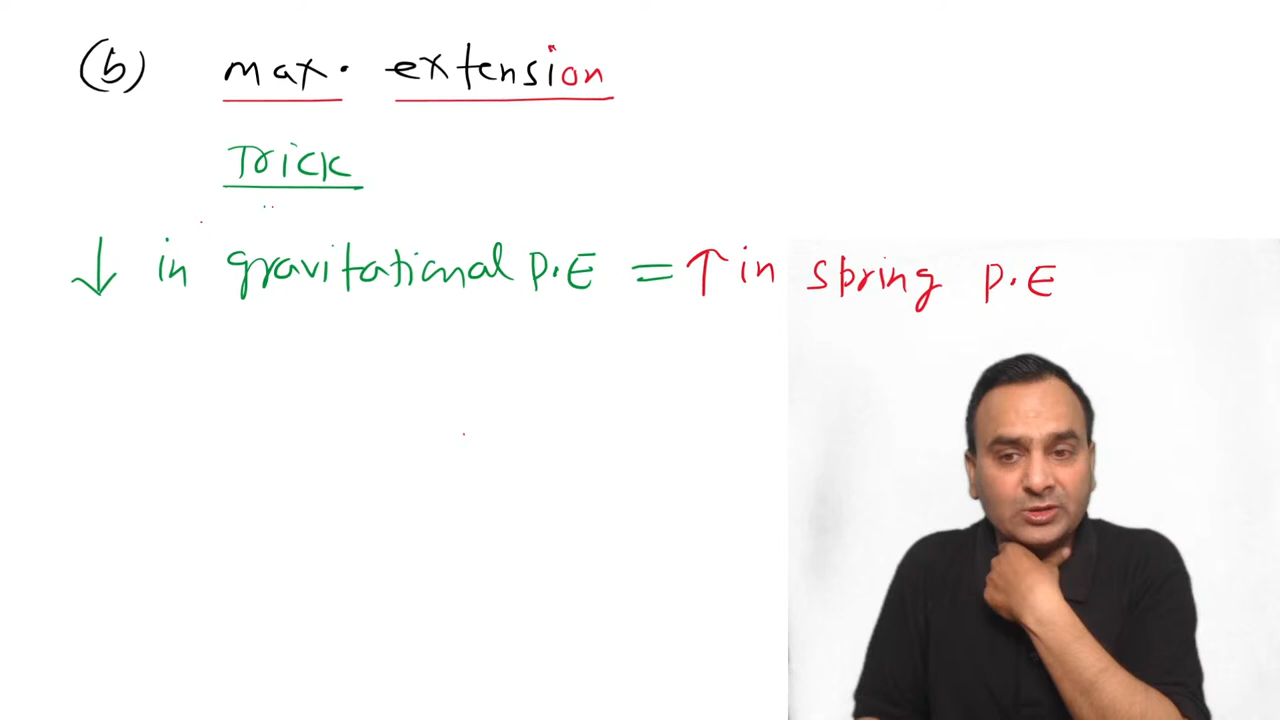 (b) max. extension
Trick
↓ in gravitational P.E = ↑ in spring P.E